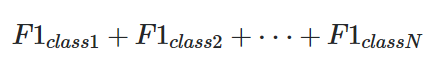 F1_{class1} + F1_{class2} + ⋯ + F1_{classN}